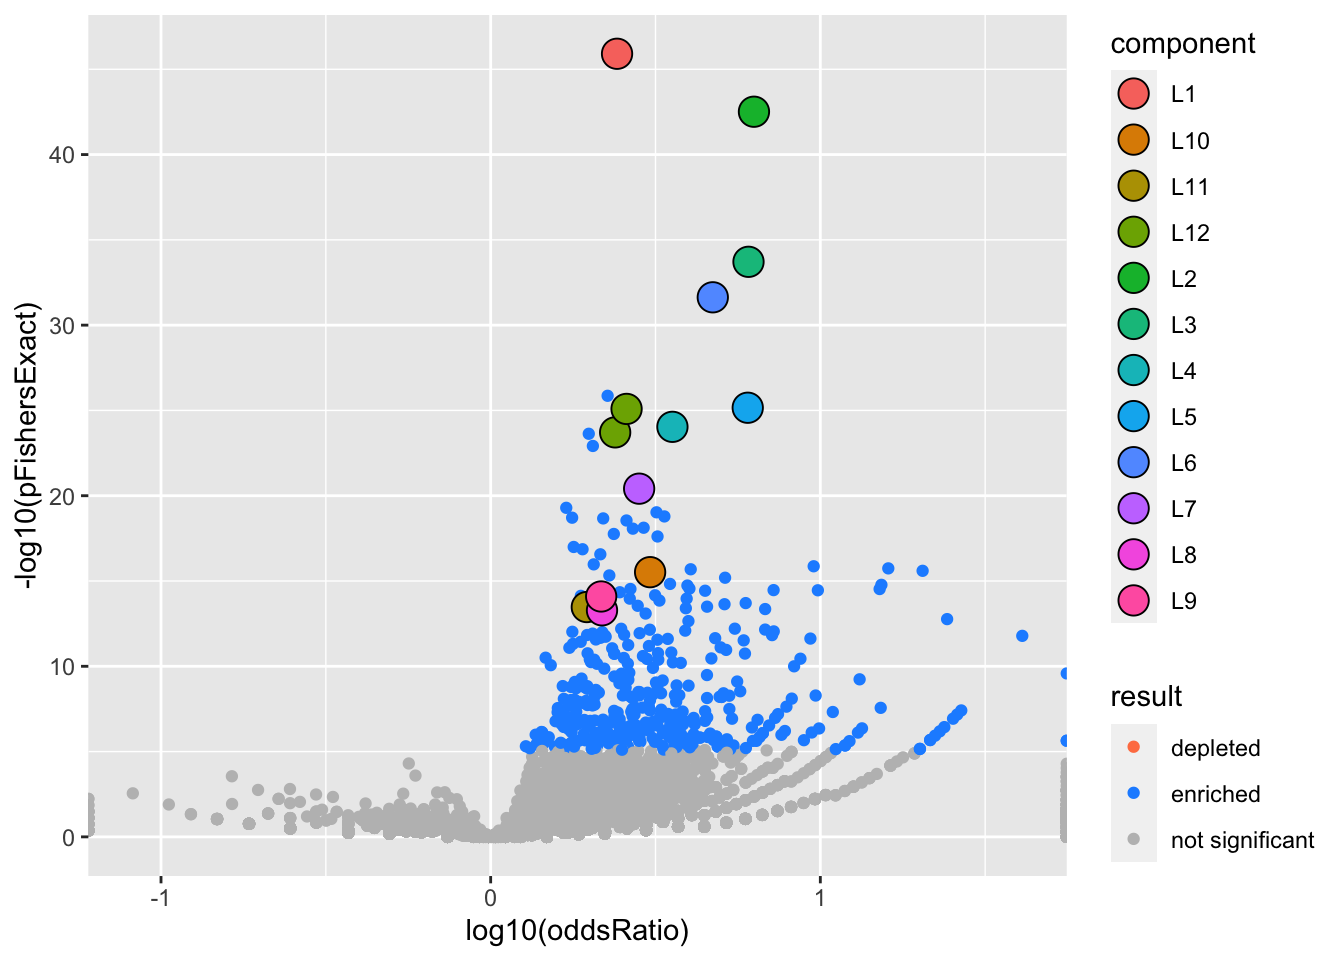 component
L1
L10
L11
L12
L2
L3
L4
L5
L6
L7
L8
L9
result
depleted
enriched
not significant
-log10(pFishersExact)
40
30
20
10
0
-1
0
1
log10(oddsRatio)